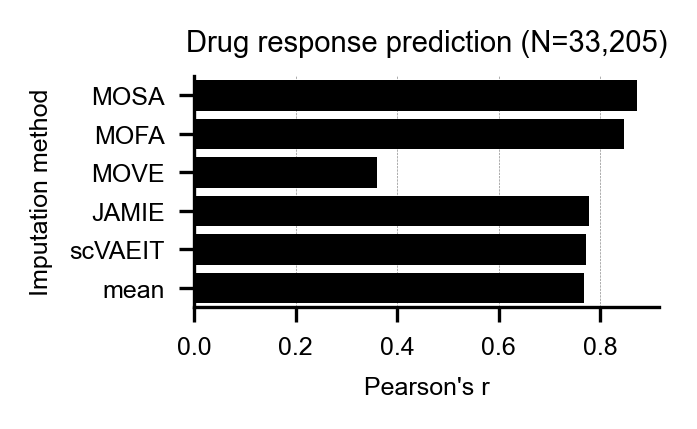 Drug response prediction (N=33,205)
Imputation method
MOSA
MOFA
MOVE
JAMIE
scVAEIT
mean
0.0 0.2 0.4 0.6 0.8
Pearson's r